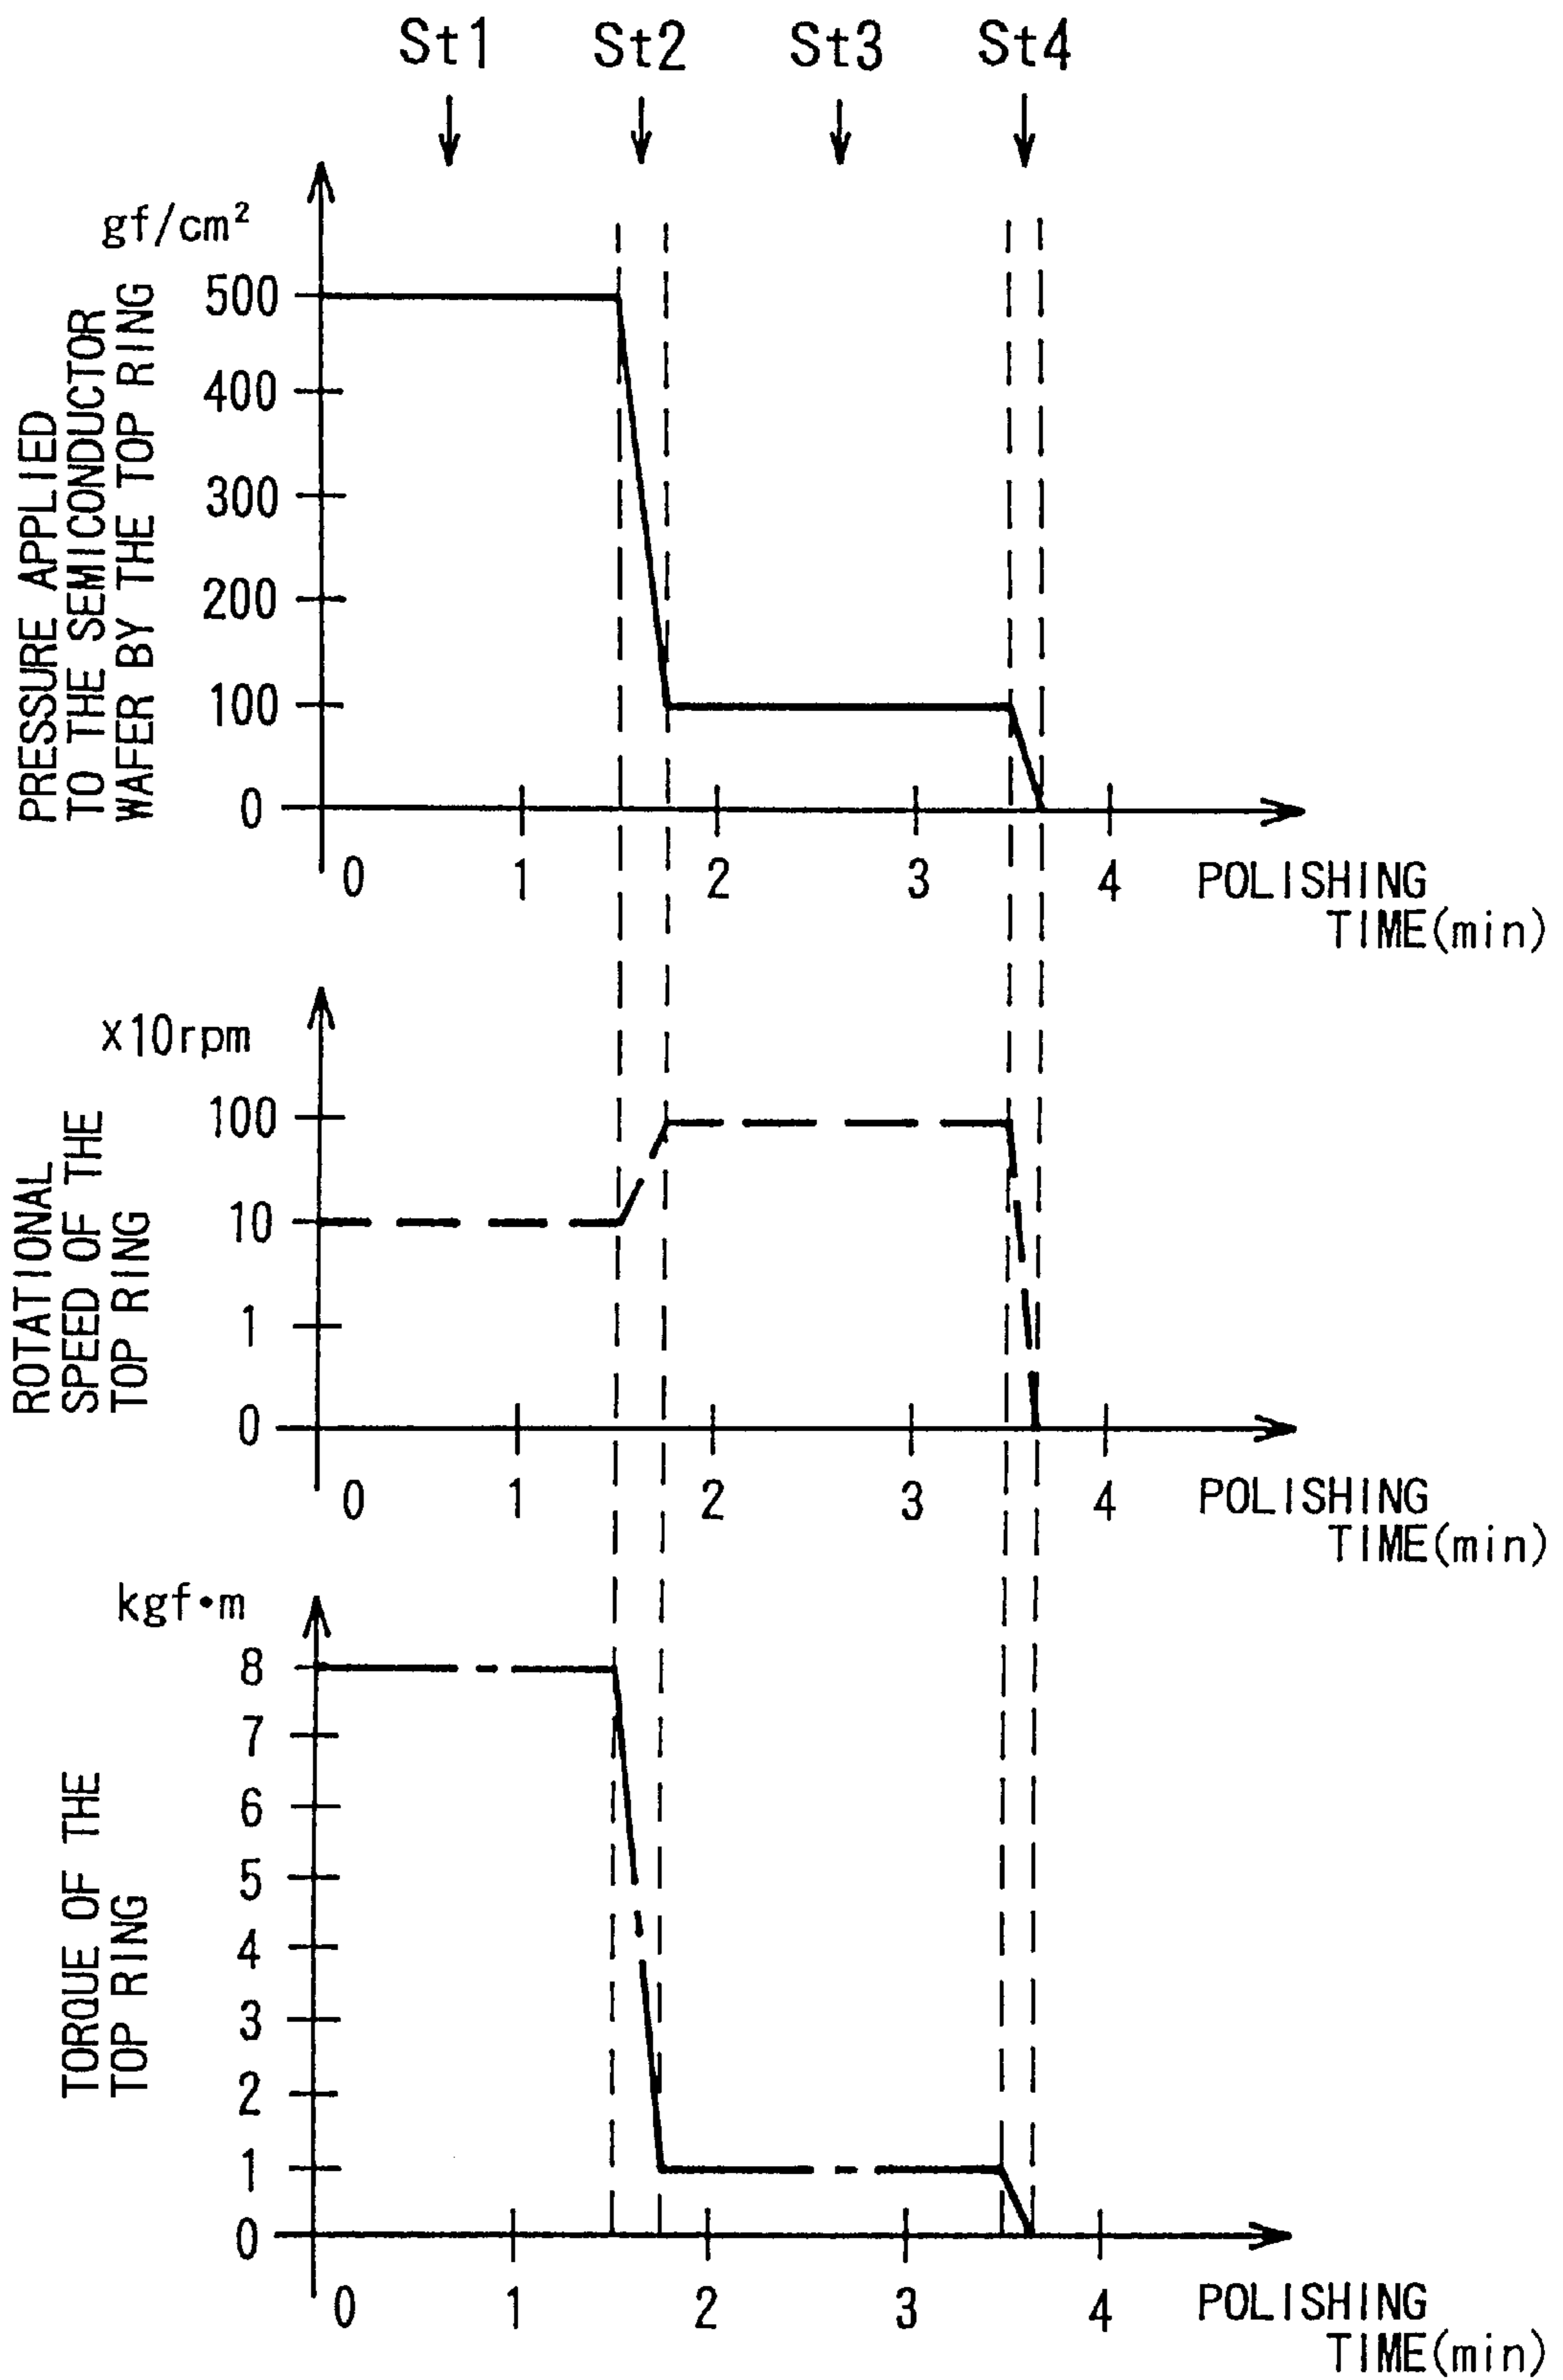 St1 St2 St3 St4
gf/cm²
PRESSURE APPLIED
TO THE SEMICONDUCTOR
WAFER BY THE TOP RING
500
400
300
200
100
0
0 1 2 3 4
POLISHING
TIME(min)
x10rpm
ROTATIONAL
SPEED OF THE
TOP RING
100
10
1
0
0 1 2 3 4
POLISHING
TIME(min)
kgf•m
TORQUE OF THE
TOP RING
8
7
6
5
4
3
2
1
0
0 1 2 3 4
POLISHING
TIME(min)